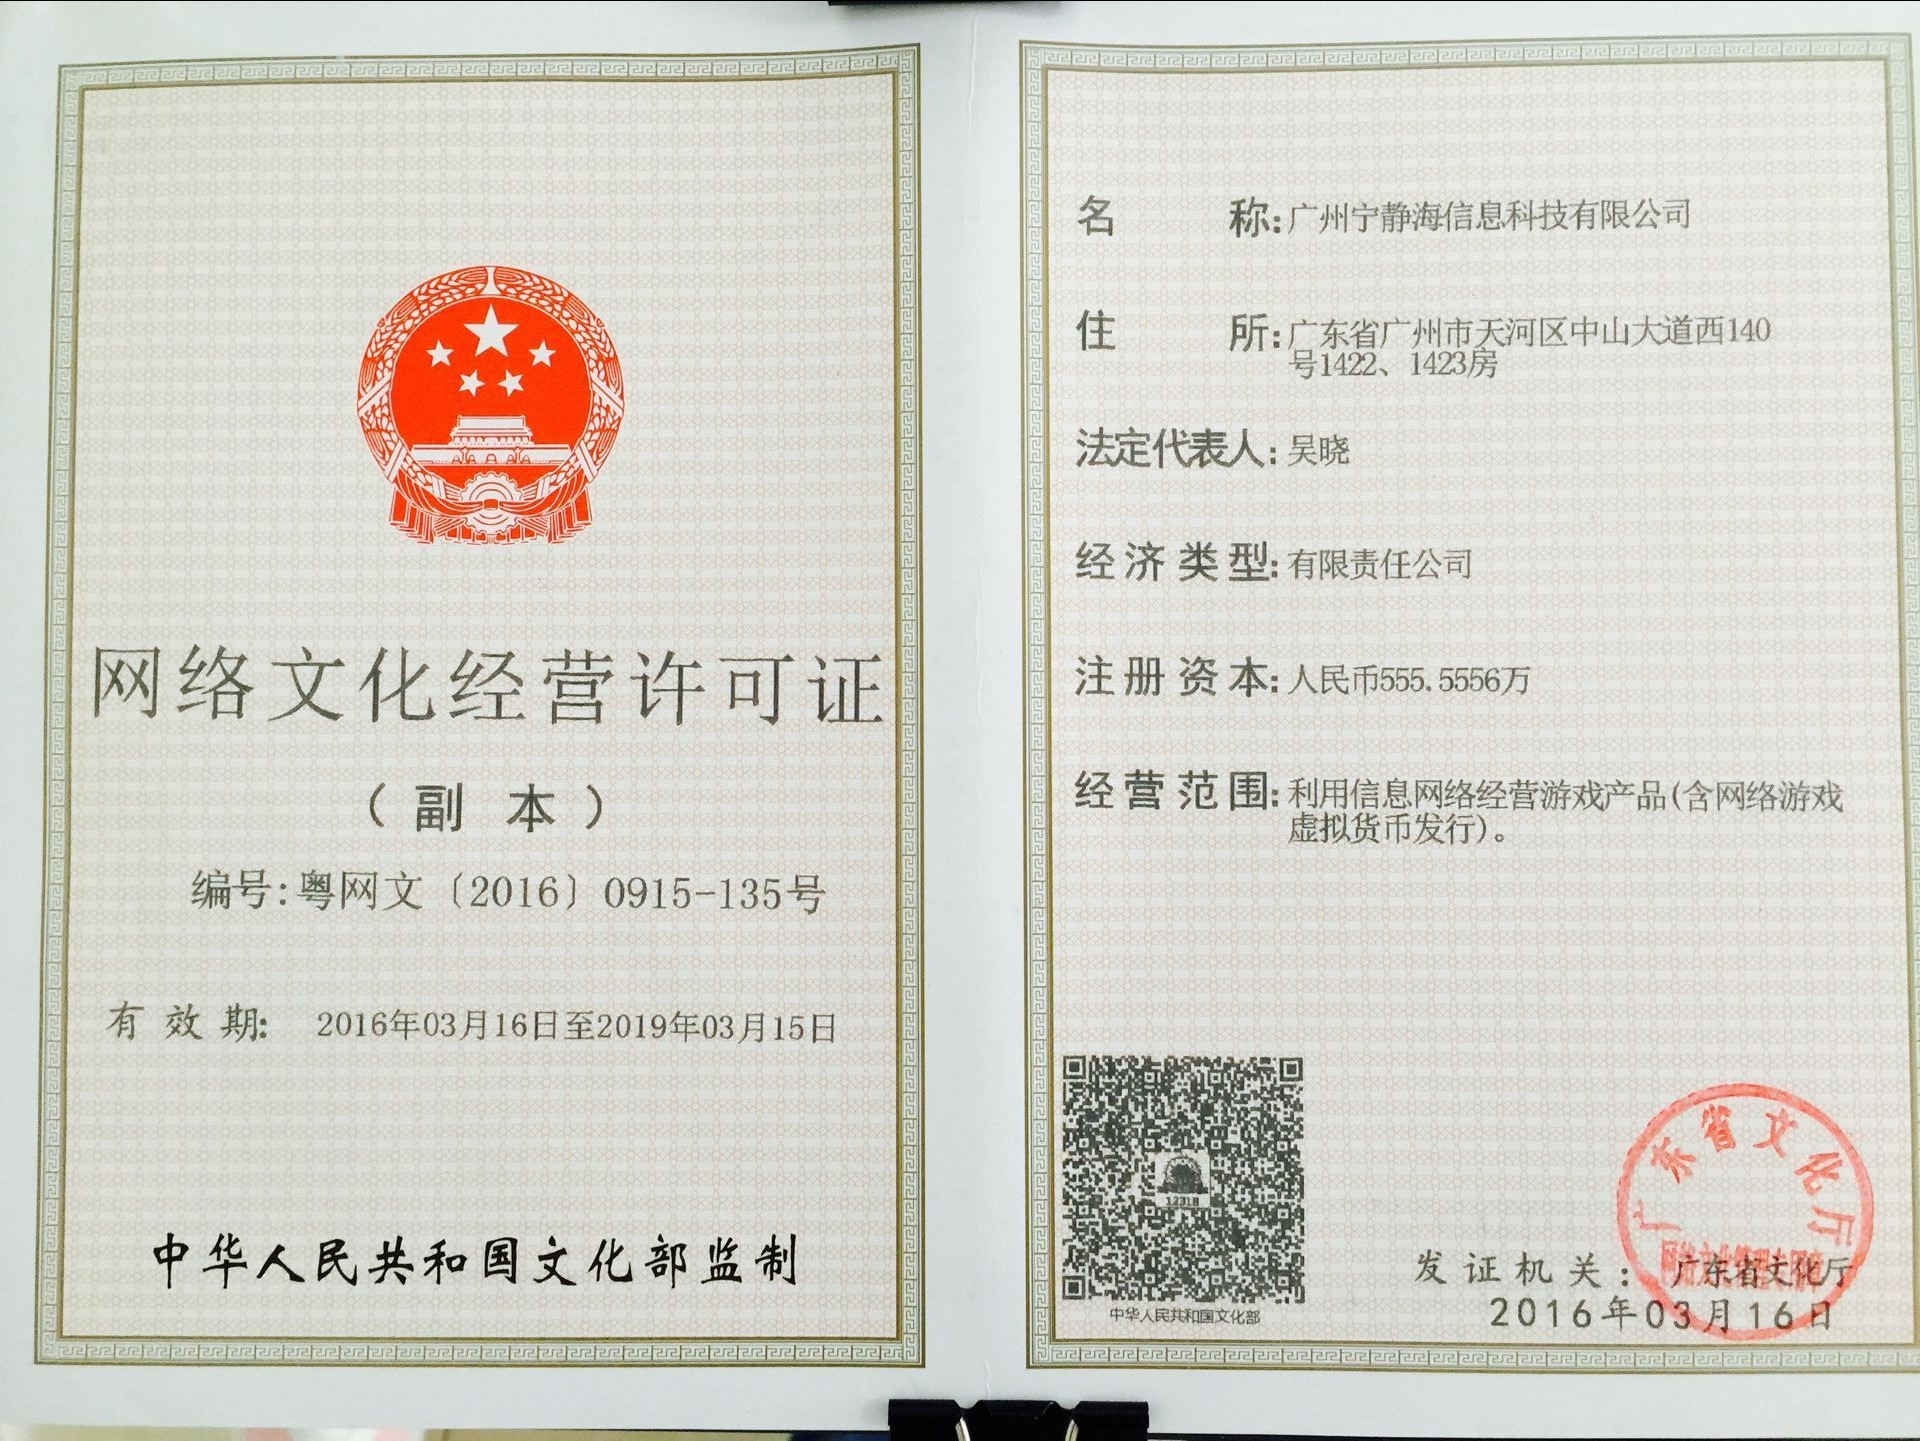 网络文化经营许可证
（副 本）
编号：粤网文〔2016〕0915-135号
有 效 期： 2016年03月16日至2019年03月15日
中华人民共和国文化部监制
名 称：广州宁静海信息科技有限公司
住 所：广东省广州市天河区中山大道西140
号1422、1423房
法定代表人：吴晓
经 济 类 型：有限责任公司
注 册 资 本：人民币555.5556万
经 营 范 围：利用信息网络经营游戏产品(含网络游戏
虚拟货币发行)。
12318
中华人民共和国文化部
广东省文化厅
发 证 机 关： 广东省文化厅
2016年03月16日